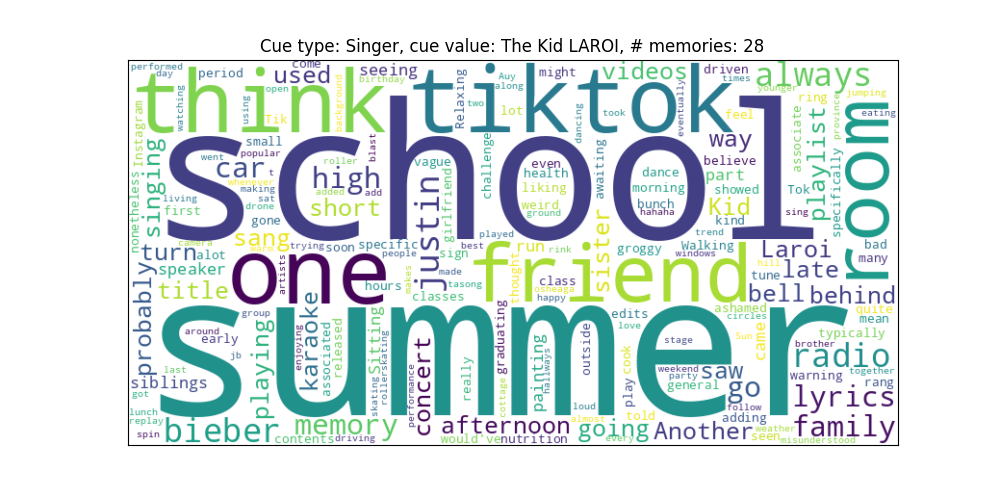 Cue type: Singer, cue value: The Kid LAROI, # memories: 28
performed
day
come
period
used
seeing
might
videos
driven
always
think
tiktok
watching
using
open
birthday
background
Relaxing
Auy
along
two
lot
dancing
took
eventually
times
feel
younger
ring
jumping
associate
province
eating
room
nonetheless
Instagram
singing
Tik
small
popular
went
car
t
blast
roller
high
whenever
making
added
add
living
sat
drone
first
short
school
vague
girlfriend
challenge
even
health
liking
weird
ground
awaiting
dance
morning
bunch
hahaha
way
believe
part
showed
Kid
kind
trend
Tok
sing
playlist
specifically
bad
many
gone
sang
camera
turn
alot
speaker
title
probably
one
trying
soon
artists
specific
people
hours
justin
sign
played
best
made
makes
tasong
classes
friend
thought
run
rink
class
osheaga
happy
sister
groggy
groupo
Walking
windows
Laroi
hill
tune
late
bell
behind
quite
mean
typically
siblings
around
early
jb
group
playing
enjoying
karaoke
associated
released
Sitting
rollerskating
skating
performance
concert
really
graduating
cottage
painting
hallways
edits
love
outside
loud
play
cook
ashamed
circles
stage
weekend
party
general
saw
go
follow
Sun
came
brother
together
radio
warning
rang
lyrics
summer
last
got
lunch
replay
spin
bieber
contents
driving
memory
afternoon
would've
nutrition
going
almost
every
told
adding
Another
seen
weather
misunderstood
family